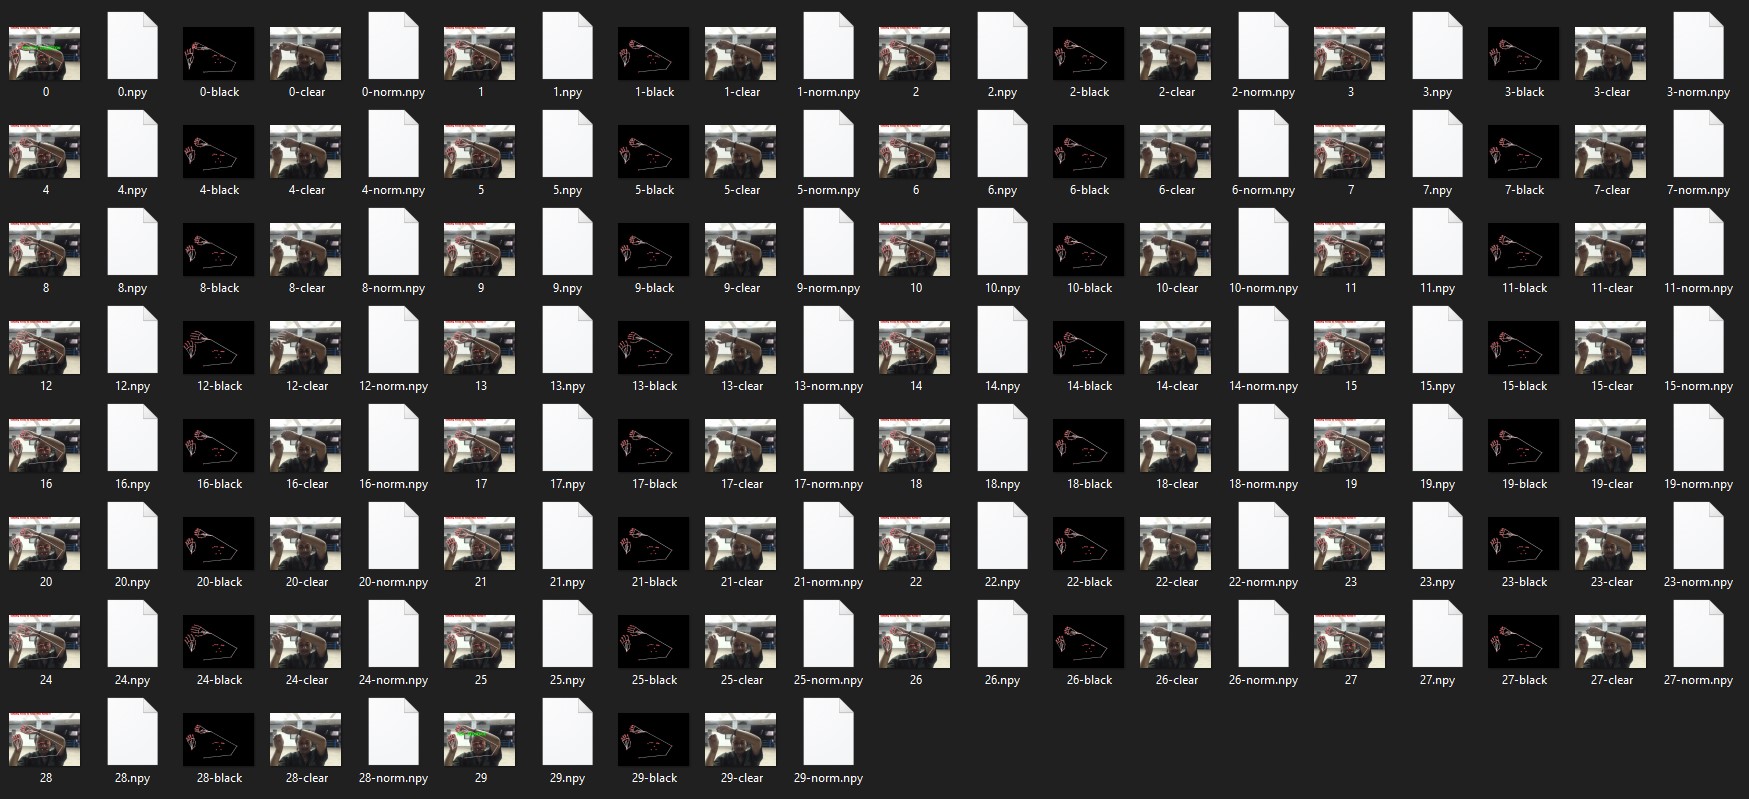 0 0.npy 0-black 0-clear 0-norm.npy 1 1.npy 1-black 1-clear 1-norm.npy 2 2.npy 2-black 2-clear 2-norm.npy 3 3.npy 3-black 3-clear 3-norm.npy
4 4.npy 4-black 4-clear 4-norm.npy 5 5.npy 5-black 5-clear 5-norm.npy 6 6.npy 6-black 6-clear 6-norm.npy 7 7.npy 7-black 7-clear 7-norm.npy
8 8.npy 8-black 8-clear 8-norm.npy 9 9.npy 9-black 9-clear 9-norm.npy 10 10.npy 10-black 10-clear 10-norm.npy 11 11.npy 11-black 11-clear 11-norm.npy
12 12.npy 12-black 12-clear 12-norm.npy 13 13.npy 13-black 13-clear 13-norm.npy 14 14.npy 14-black 14-clear 14-norm.npy 15 15.npy 15-black 15-clear 15-norm.npy
16 16.npy 16-black 16-clear 16-norm.npy 17 17.npy 17-black 17-clear 17-norm.npy 18 18.npy 18-black 18-clear 18-norm.npy 19 19.npy 19-black 19-clear 19-norm.npy
20 20.npy 20-black 20-clear 20-norm.npy 21 21.npy 21-black 21-clear 21-norm.npy 22 22.npy 22-black 22-clear 22-norm.npy 23 23.npy 23-black 23-clear 23-norm.npy
24 24.npy 24-black 24-clear 24-norm.npy 25 25.npy 25-black 25-clear 25-norm.npy 26 26.npy 26-black 26-clear 26-norm.npy 27 27.npy 27-black 27-clear 27-norm.npy
28 28.npy 28-black 28-clear 28-norm.npy 29 29.npy 29-black 29-clear 29-norm.npy